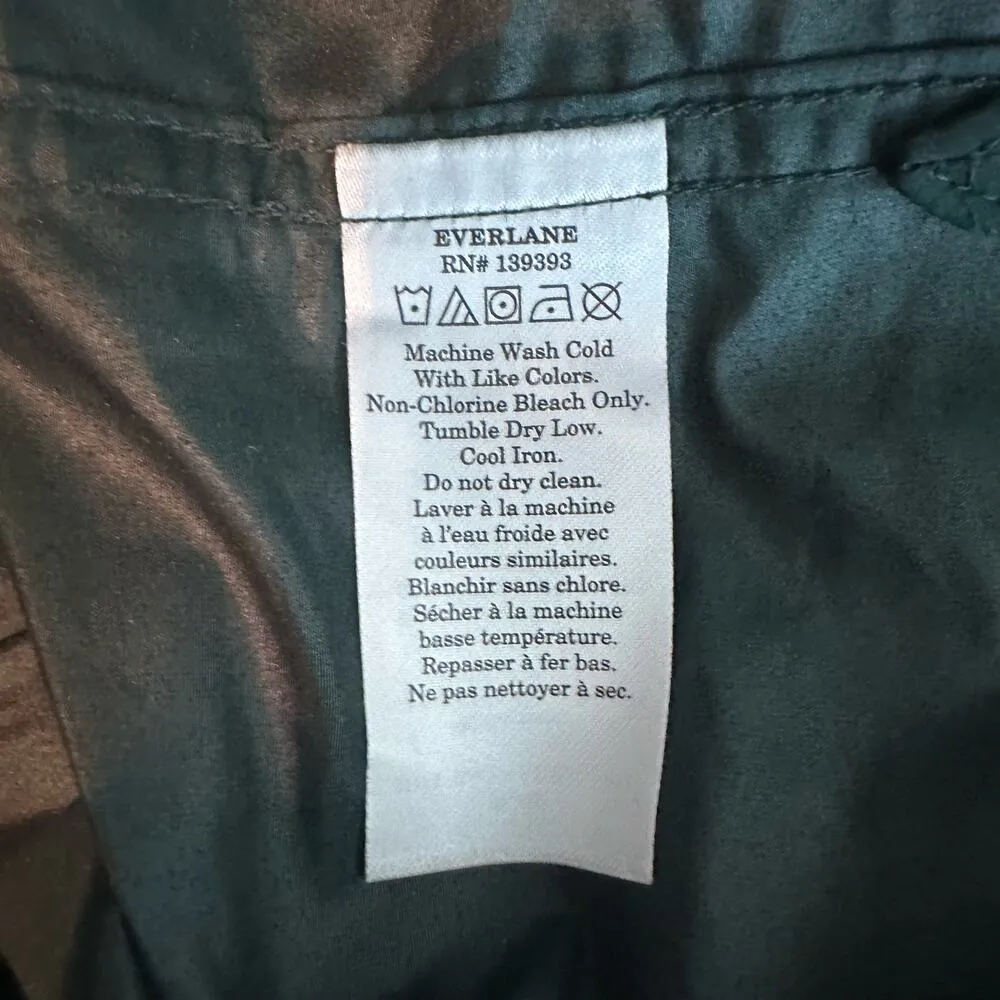 EVERLANE
RN# 139393
Machine Wash Cold
With Like Colors.
Non-Chlorine Bleach Only.
Tumble Dry Low.
Cool Iron.
Do not dry clean.
Laver à la machine
à l'eau froide avec
couleurs similaires.
Blanchir sans chlore.
Sécher à la machine
basse température.
Repasser à fer bas.
Ne pas nettoyer à sec.